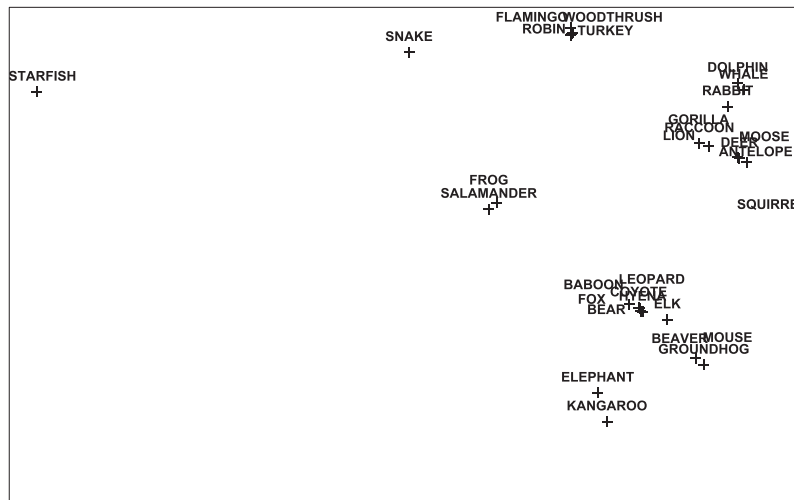 FLAMINGO WOODTHRUSH
ROBIN TURKEY
SNAKE
DOLPHIN
WHALE
STARFISH
RABBIT
GORILLA
RACCOON
LION
MOOSE
DEER
ANTELOPE
FROG
SALAMANDER
SQUIRRE
LEOPARD
BABOON
COYOTE
HYENA
FOX
ELK
BEAR
BEAVER MOUSE
GROUNDHOG
ELEPHANT
KANGAROO